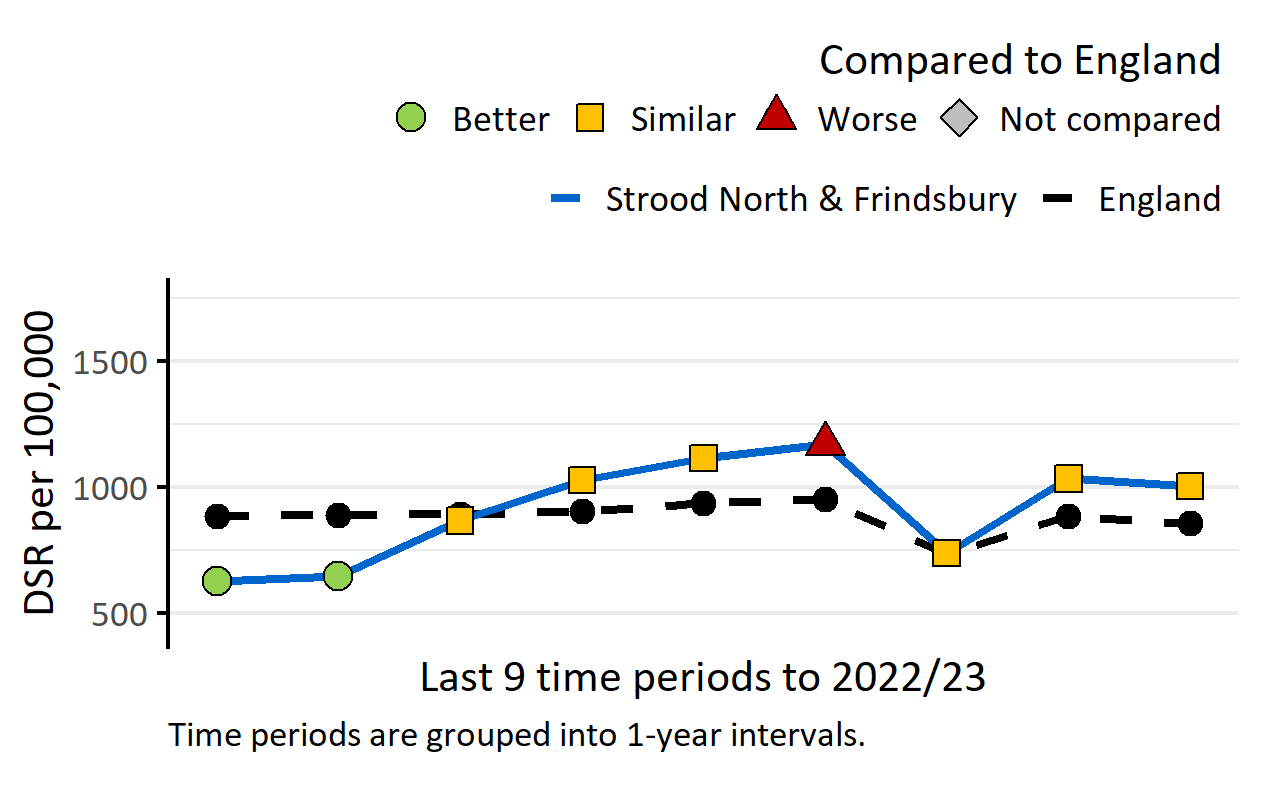 Compared to England
Better Similar Worse Not compared
Strood North & Frindsbury England
DSR per 100,000
1500
1000
500
Last 9 time periods to 2022/23
Time periods are grouped into 1-year intervals.